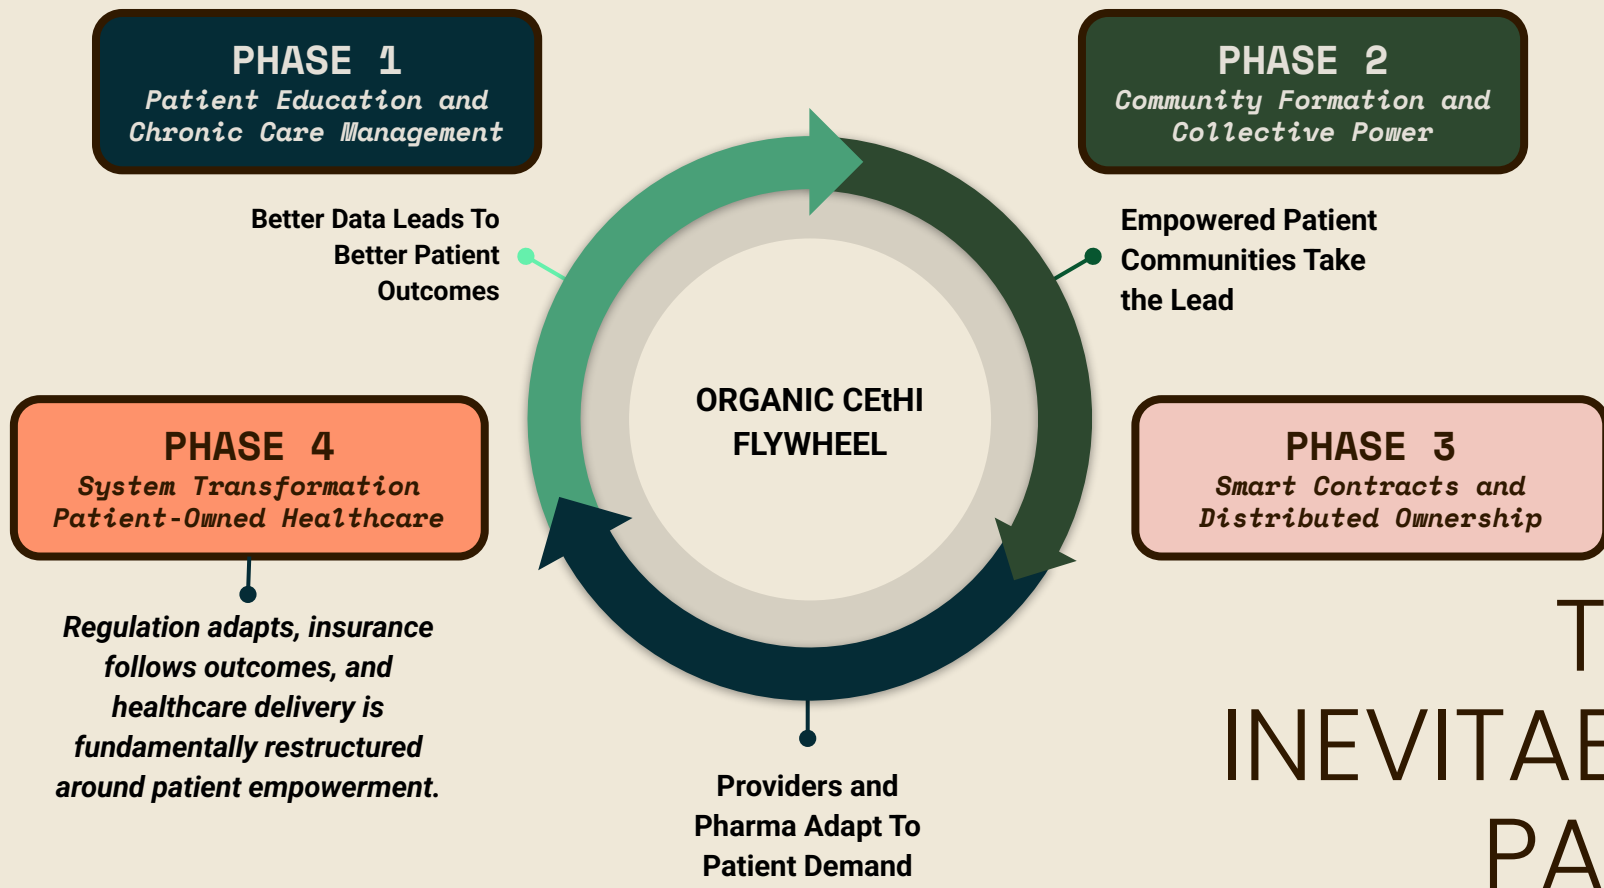 PHASE 1
Patient Education and
Chronic Care Management
PHASE 2
Community Formation and
Collective Power
Better Data Leads To
Better Patient
Outcomes
Empowered Patient
Communities Take
the Lead
ORGANIC CEtHI
FLYWHEEL
PHASE 4
System Transformation
Patient-Owned Healthcare
PHASE 3
Smart Contracts and
Distributed Ownership
Regulation adapts, insurance
follows outcomes, and
healthcare delivery is
fundamentally restructured
around patient empowerment.
Providers and
Pharma Adapt To
Patient Demand